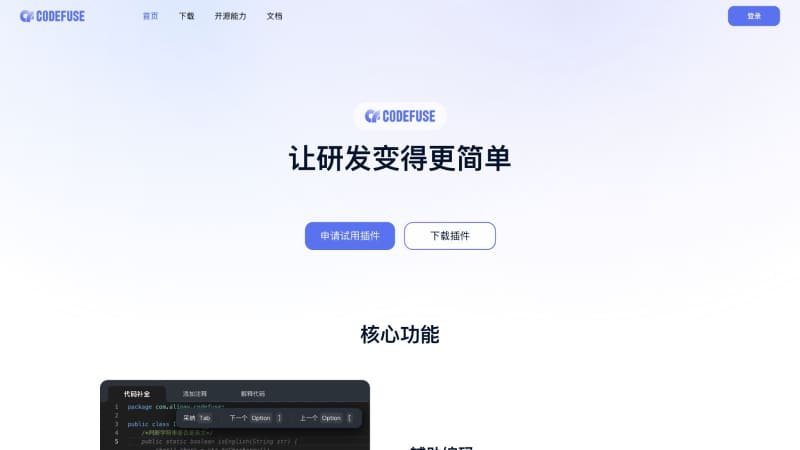 CODEFUSE
首页 下载 开源能力 文档
登录
CODEFUSE
让研发变得更简单
申请试用插件 下载插件
核心功能
代码补全 添加注释 解释代码
采纳 Tab 下一个 Option ] 上一个 Option [
1 package com.alipay.codefuse;
2
3 public class
4 /*判断字符串是否是英文*/
5 public static boolean isEnglish(String str) {
辅助编码